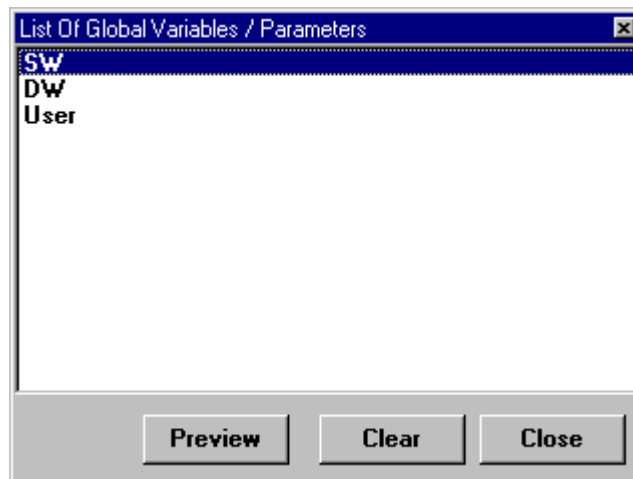 List Of Global Variables / Parameters
SW
DW
User
Preview Clear Close